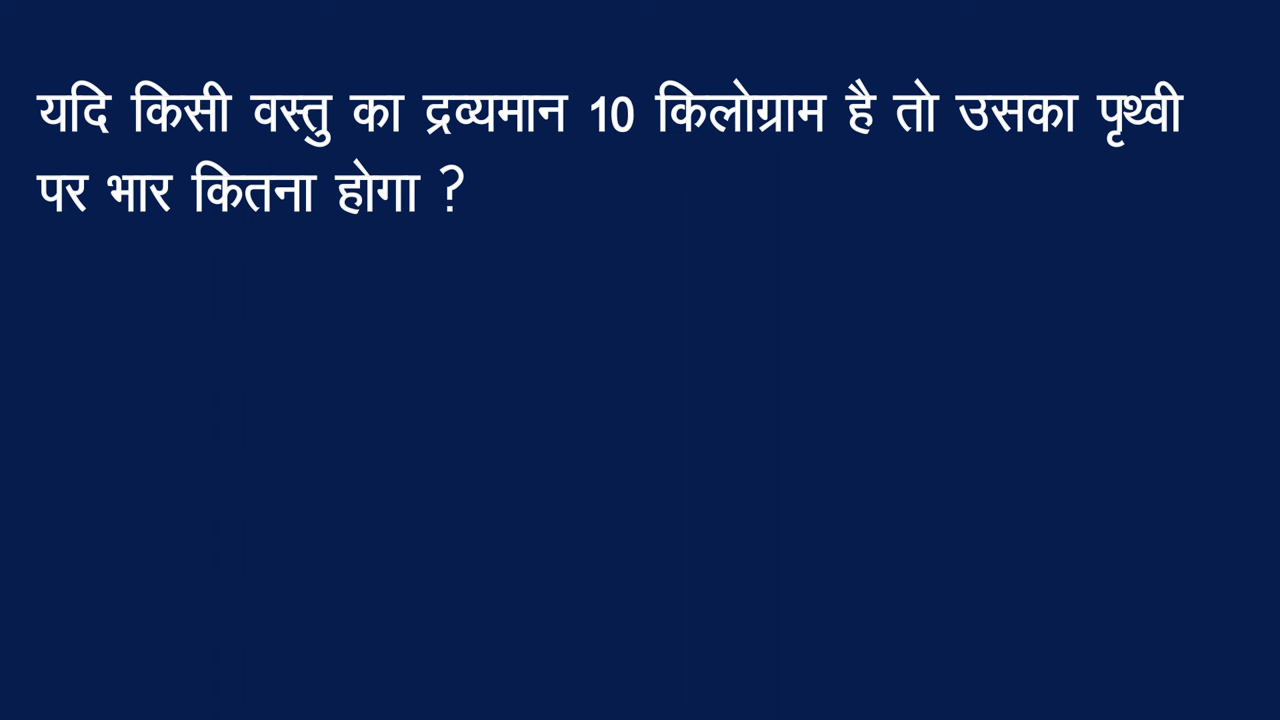 यदि किसी वस्तु का द्रव्यमान 10 किलोग्राम है तो उसका पृथ्वी
पर भार कितना होगा ?